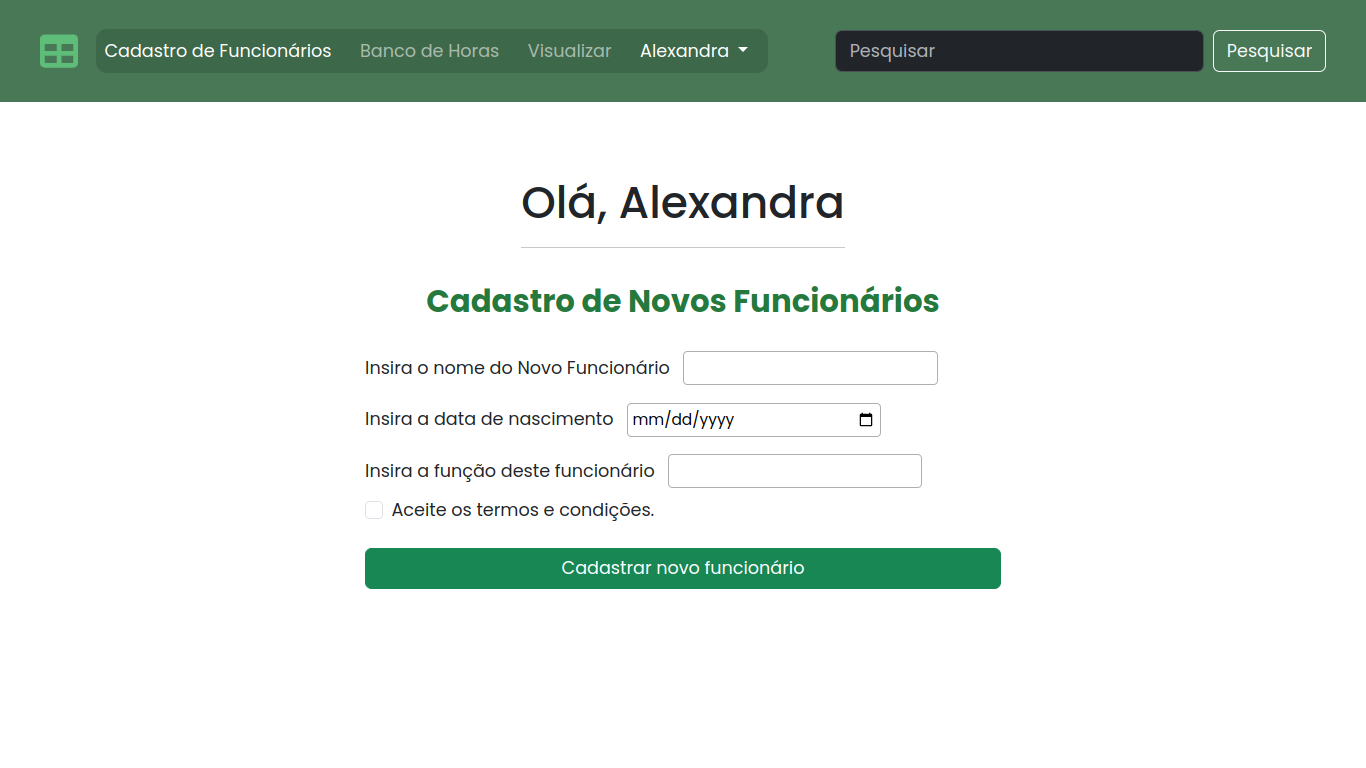 Cadastro de Funcionários Banco de Horas Visualizar Alexandra Pesquisar Pesquisar
Olá, Alexandra
Cadastro de Novos Funcionários
Insira o nome do Novo Funcionário
Insira a data de nascimento mm/dd/yyyy
Insira a função deste funcionário
Aceite os termos e condições.
Cadastrar novo funcionário